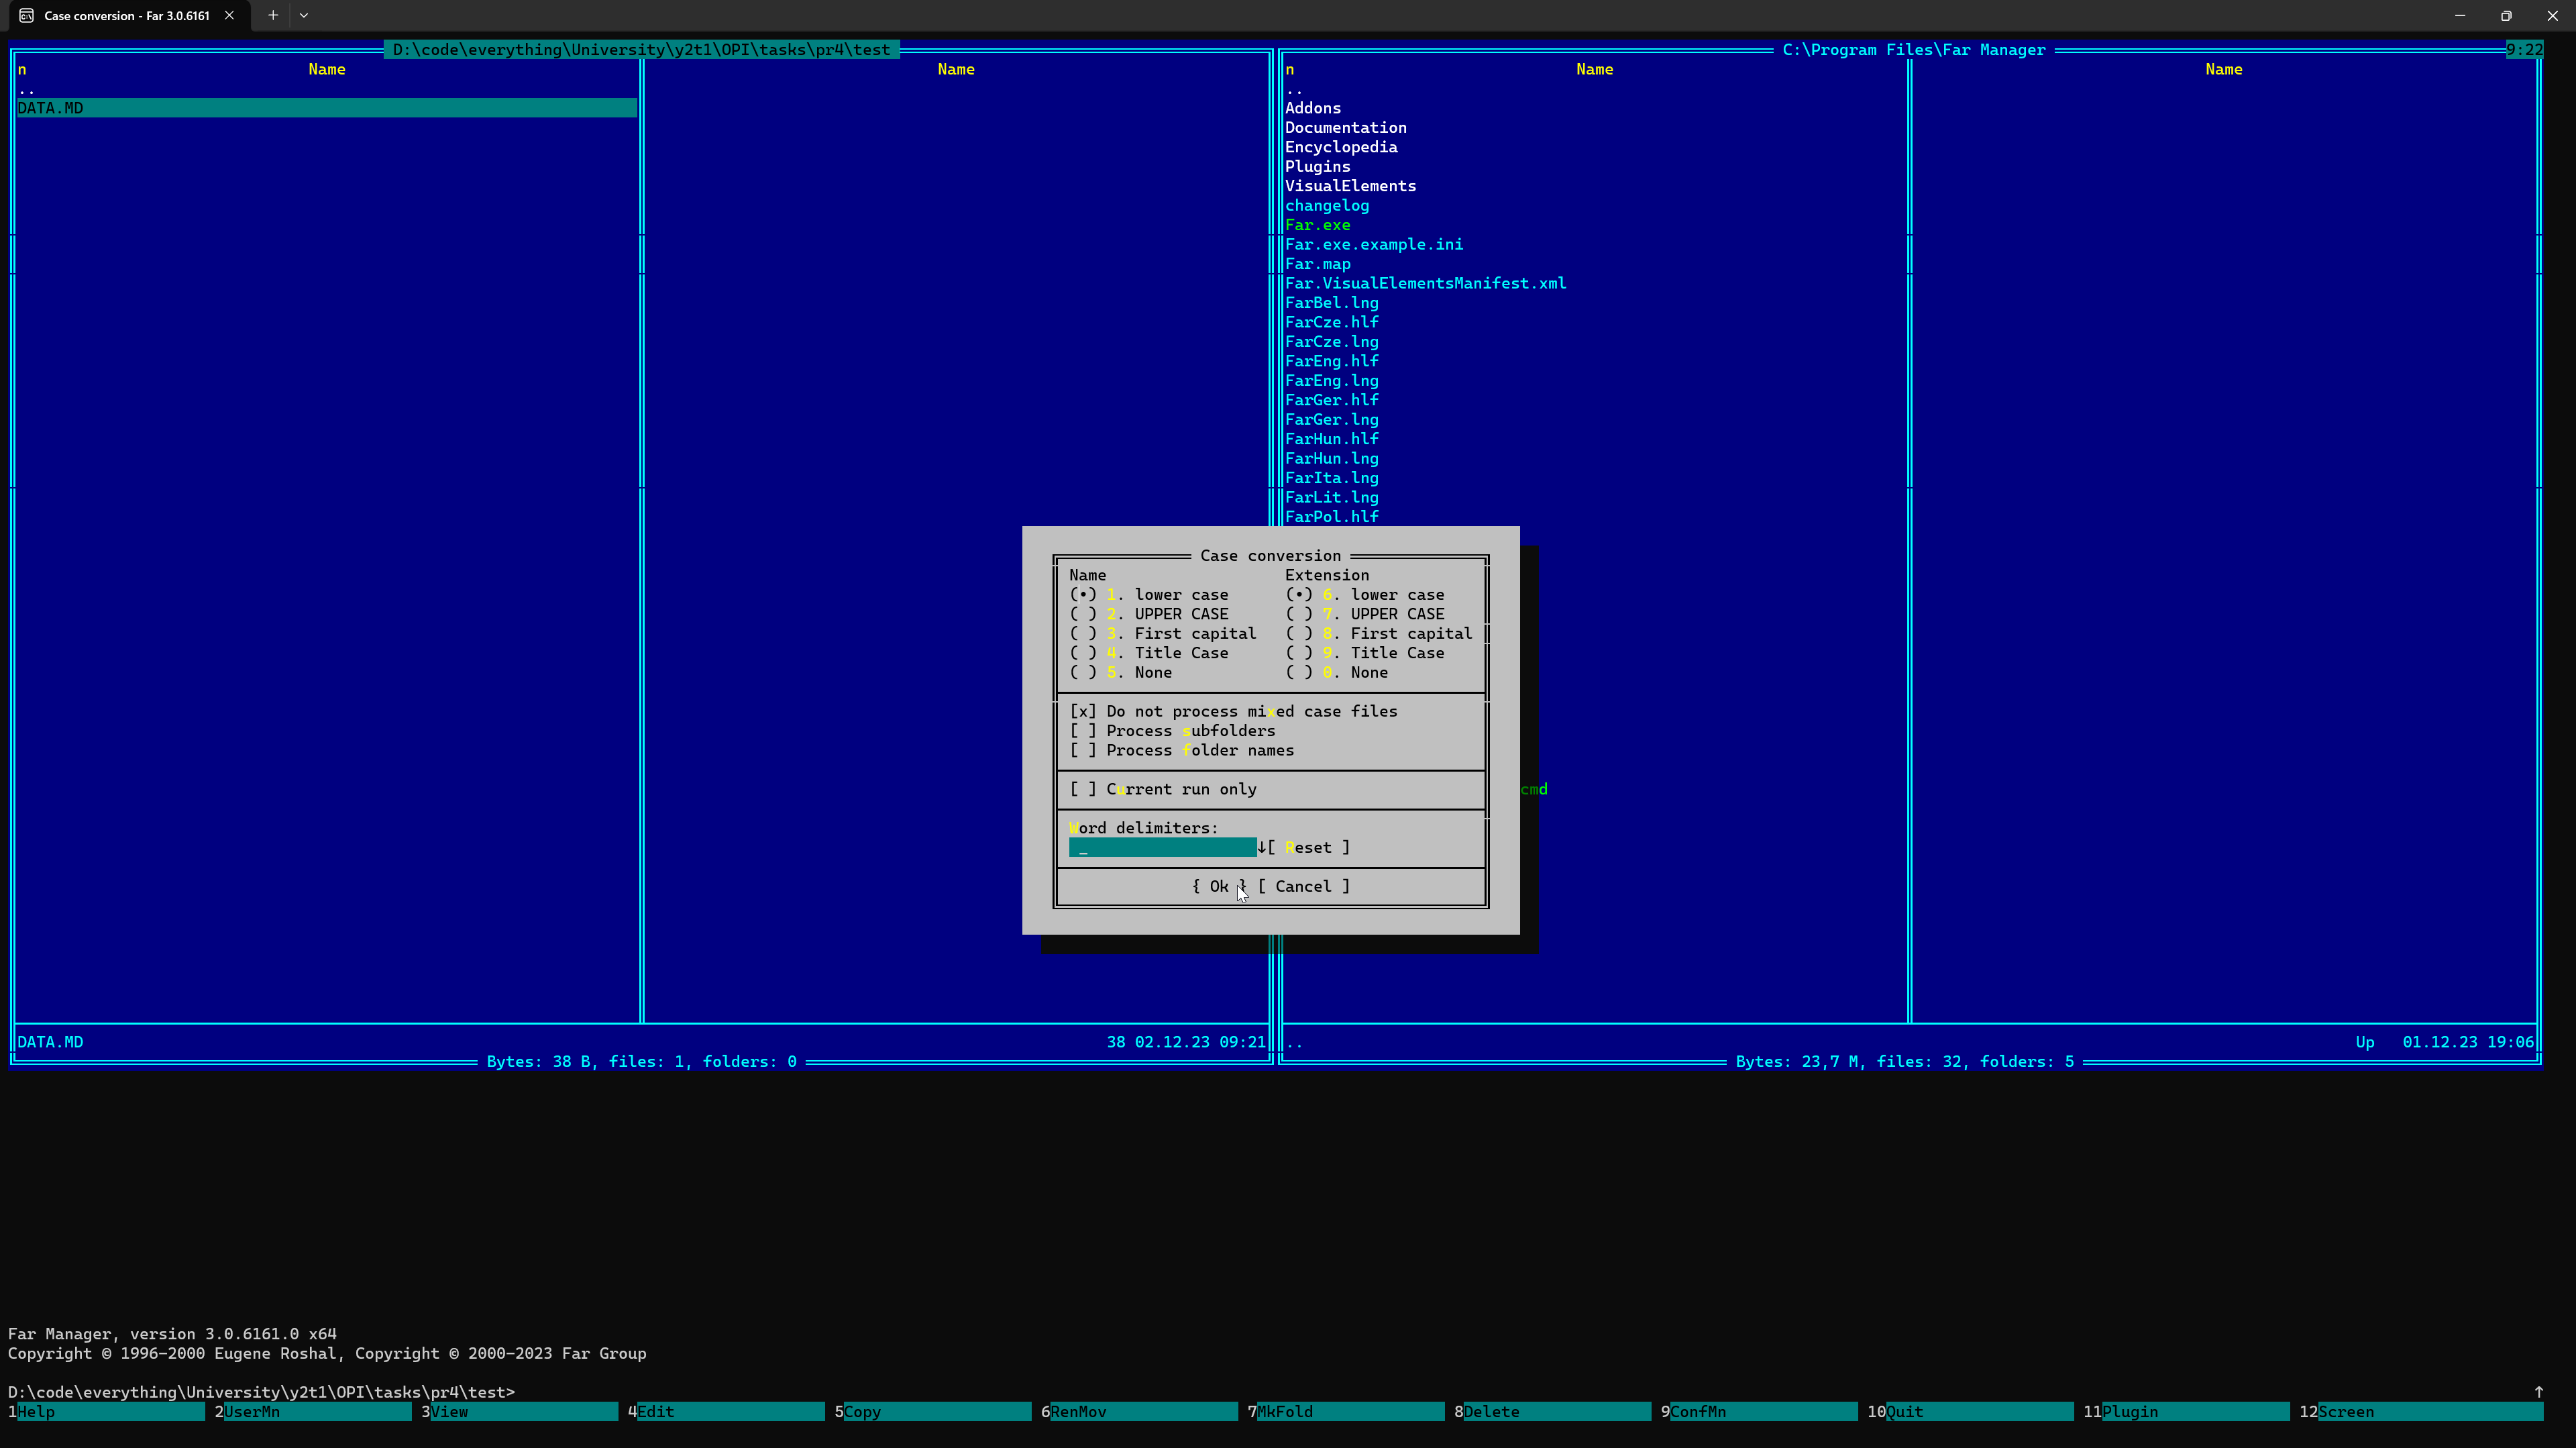 Case conversion - Far 3.0.6161
D:\code\everything\University\y2t1\OPI\tasks\pr4\test
n Name Name
..
DATA.MD
DATA.MD 38 02.12.23 09:21
Bytes: 38 B, files: 1, folders: 0
C:\Program Files\Far Manager 9:22
n Name Name
..
Addons
Documentation
Encyclopedia
Plugins
VisualElements
changelog
Far.exe
Far.exe.example.ini
Far.map
Far.VisualElementsManifest.xml
FarBel.lng
FarCze.hlf
FarCze.lng
FarEng.hlf
FarEng.lng
FarGer.hlf
FarGer.lng
FarHun.hlf
FarHun.lng
FarIta.lng
FarLit.lng
FarPol.hlf
cmd
.. Up 01.12.23 19:06
Bytes: 23,7 M, files: 32, folders: 5
Case conversion
Name Extension
(•) 1. lower case (•) 6. lower case
( ) 2. UPPER CASE ( ) 7. UPPER CASE
( ) 3. First capital ( ) 8. First capital
( ) 4. Title Case ( ) 9. Title Case
( ) 5. None ( ) 0. None
[x] Do not process mixed case files
[ ] Process subfolders
[ ] Process folder names
[ ] Current run only
Word delimiters:
_ ↓[ Reset ]
{ Ok } [ Cancel ]
Far Manager, version 3.0.6161.0 x64
Copyright © 1996-2000 Eugene Roshal, Copyright © 2000-2023 Far Group
D:\code\everything\University\y2t1\OPI\tasks\pr4\test> ↑
1Help 2UserMn 3View 4Edit 5Copy 6RenMov 7MkFold 8Delete 9ConfMn 10Quit 11Plugin 12Screen